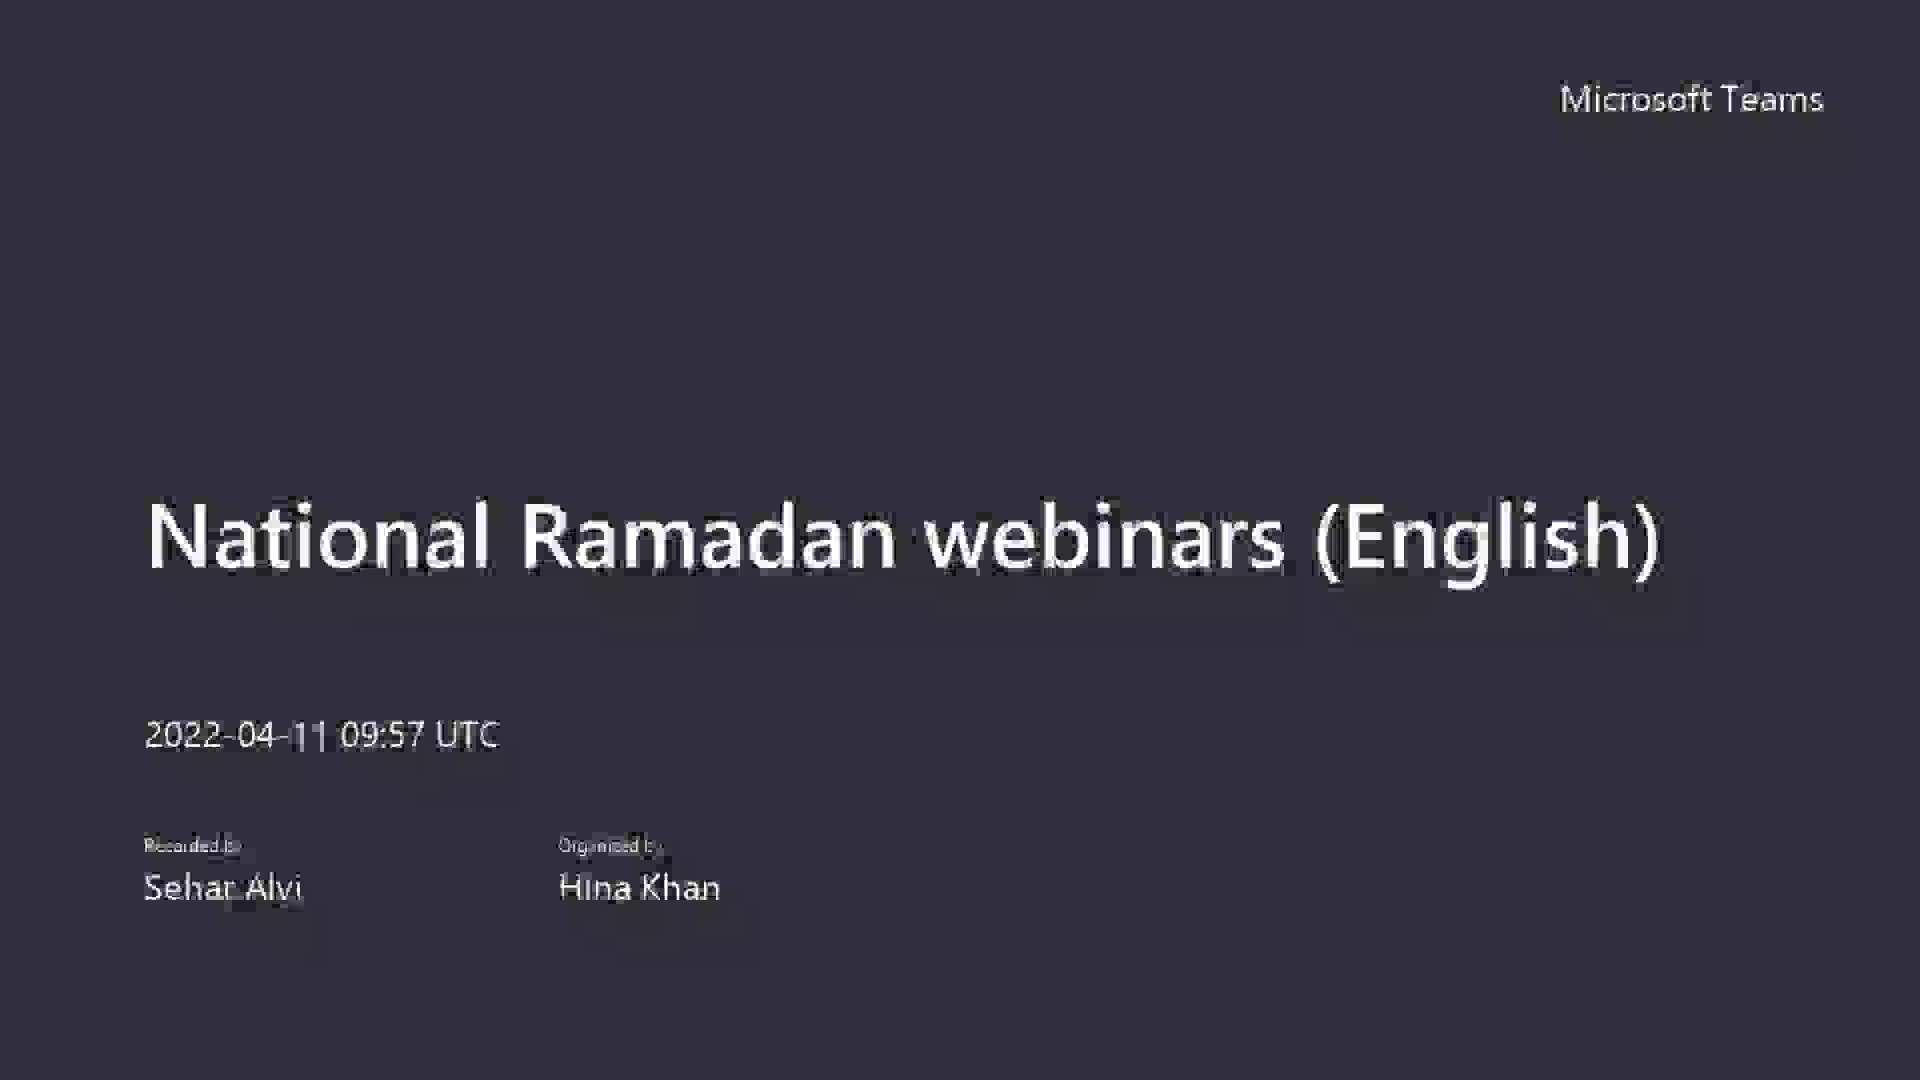 Microsoft Teams
National Ramadan webinars (English)
2022-04-11 09:57 UTC
Recorded by
Organized by
Sehar Alvi
Hina Khan